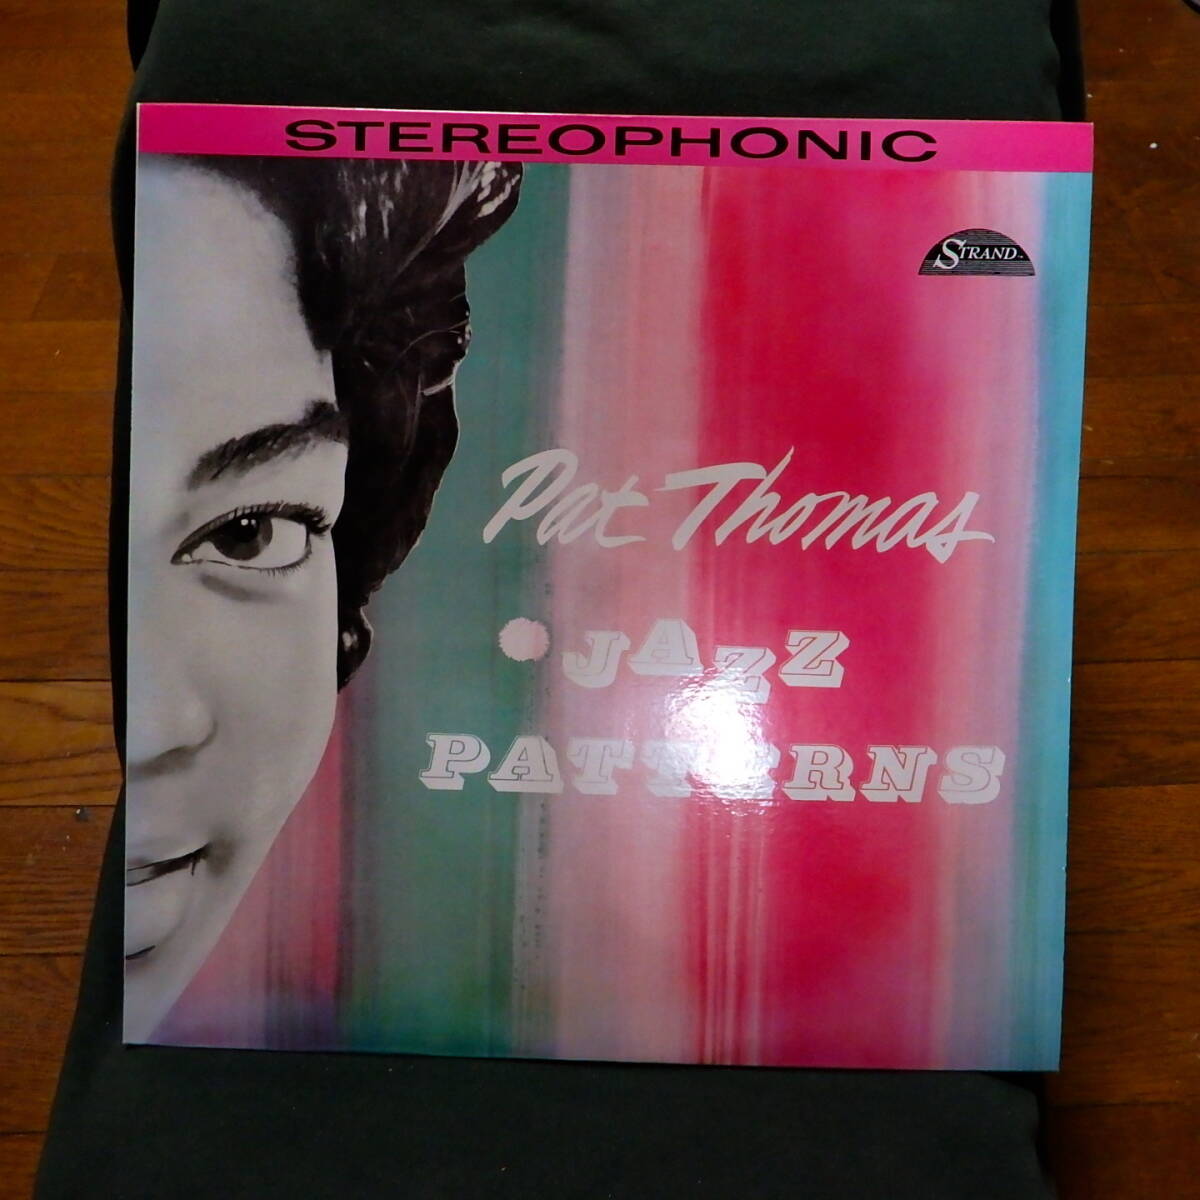 STEREOPHONIC
STRAND
Pat Thomas
JAZZ
PATTERNS